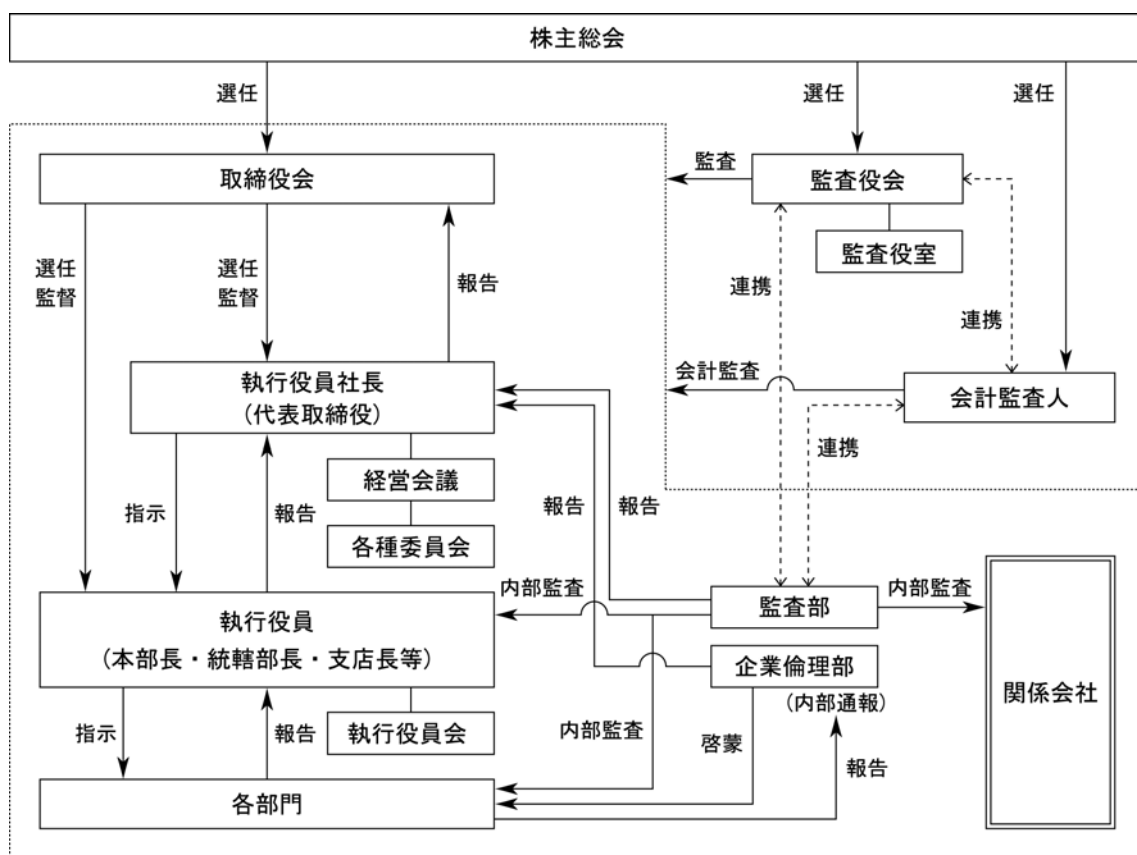 株主総会
選任
選任
選任
取締役会
監査
監査役会
監査役室
選任
監督
選任
監督
報告
連携
連携
執行役員社長
（代表取締役）
会計監査
会計監査人
連携
経営会議
各種委員会
指示
報告
報告
報告
執行役員
（本部長・統轄部長・支店長等）
内部監査
監査部
内部監査
企業倫理部
（内部通報）
関係会社
執行役員会
指示
報告
内部監査
啓蒙
報告
各部門